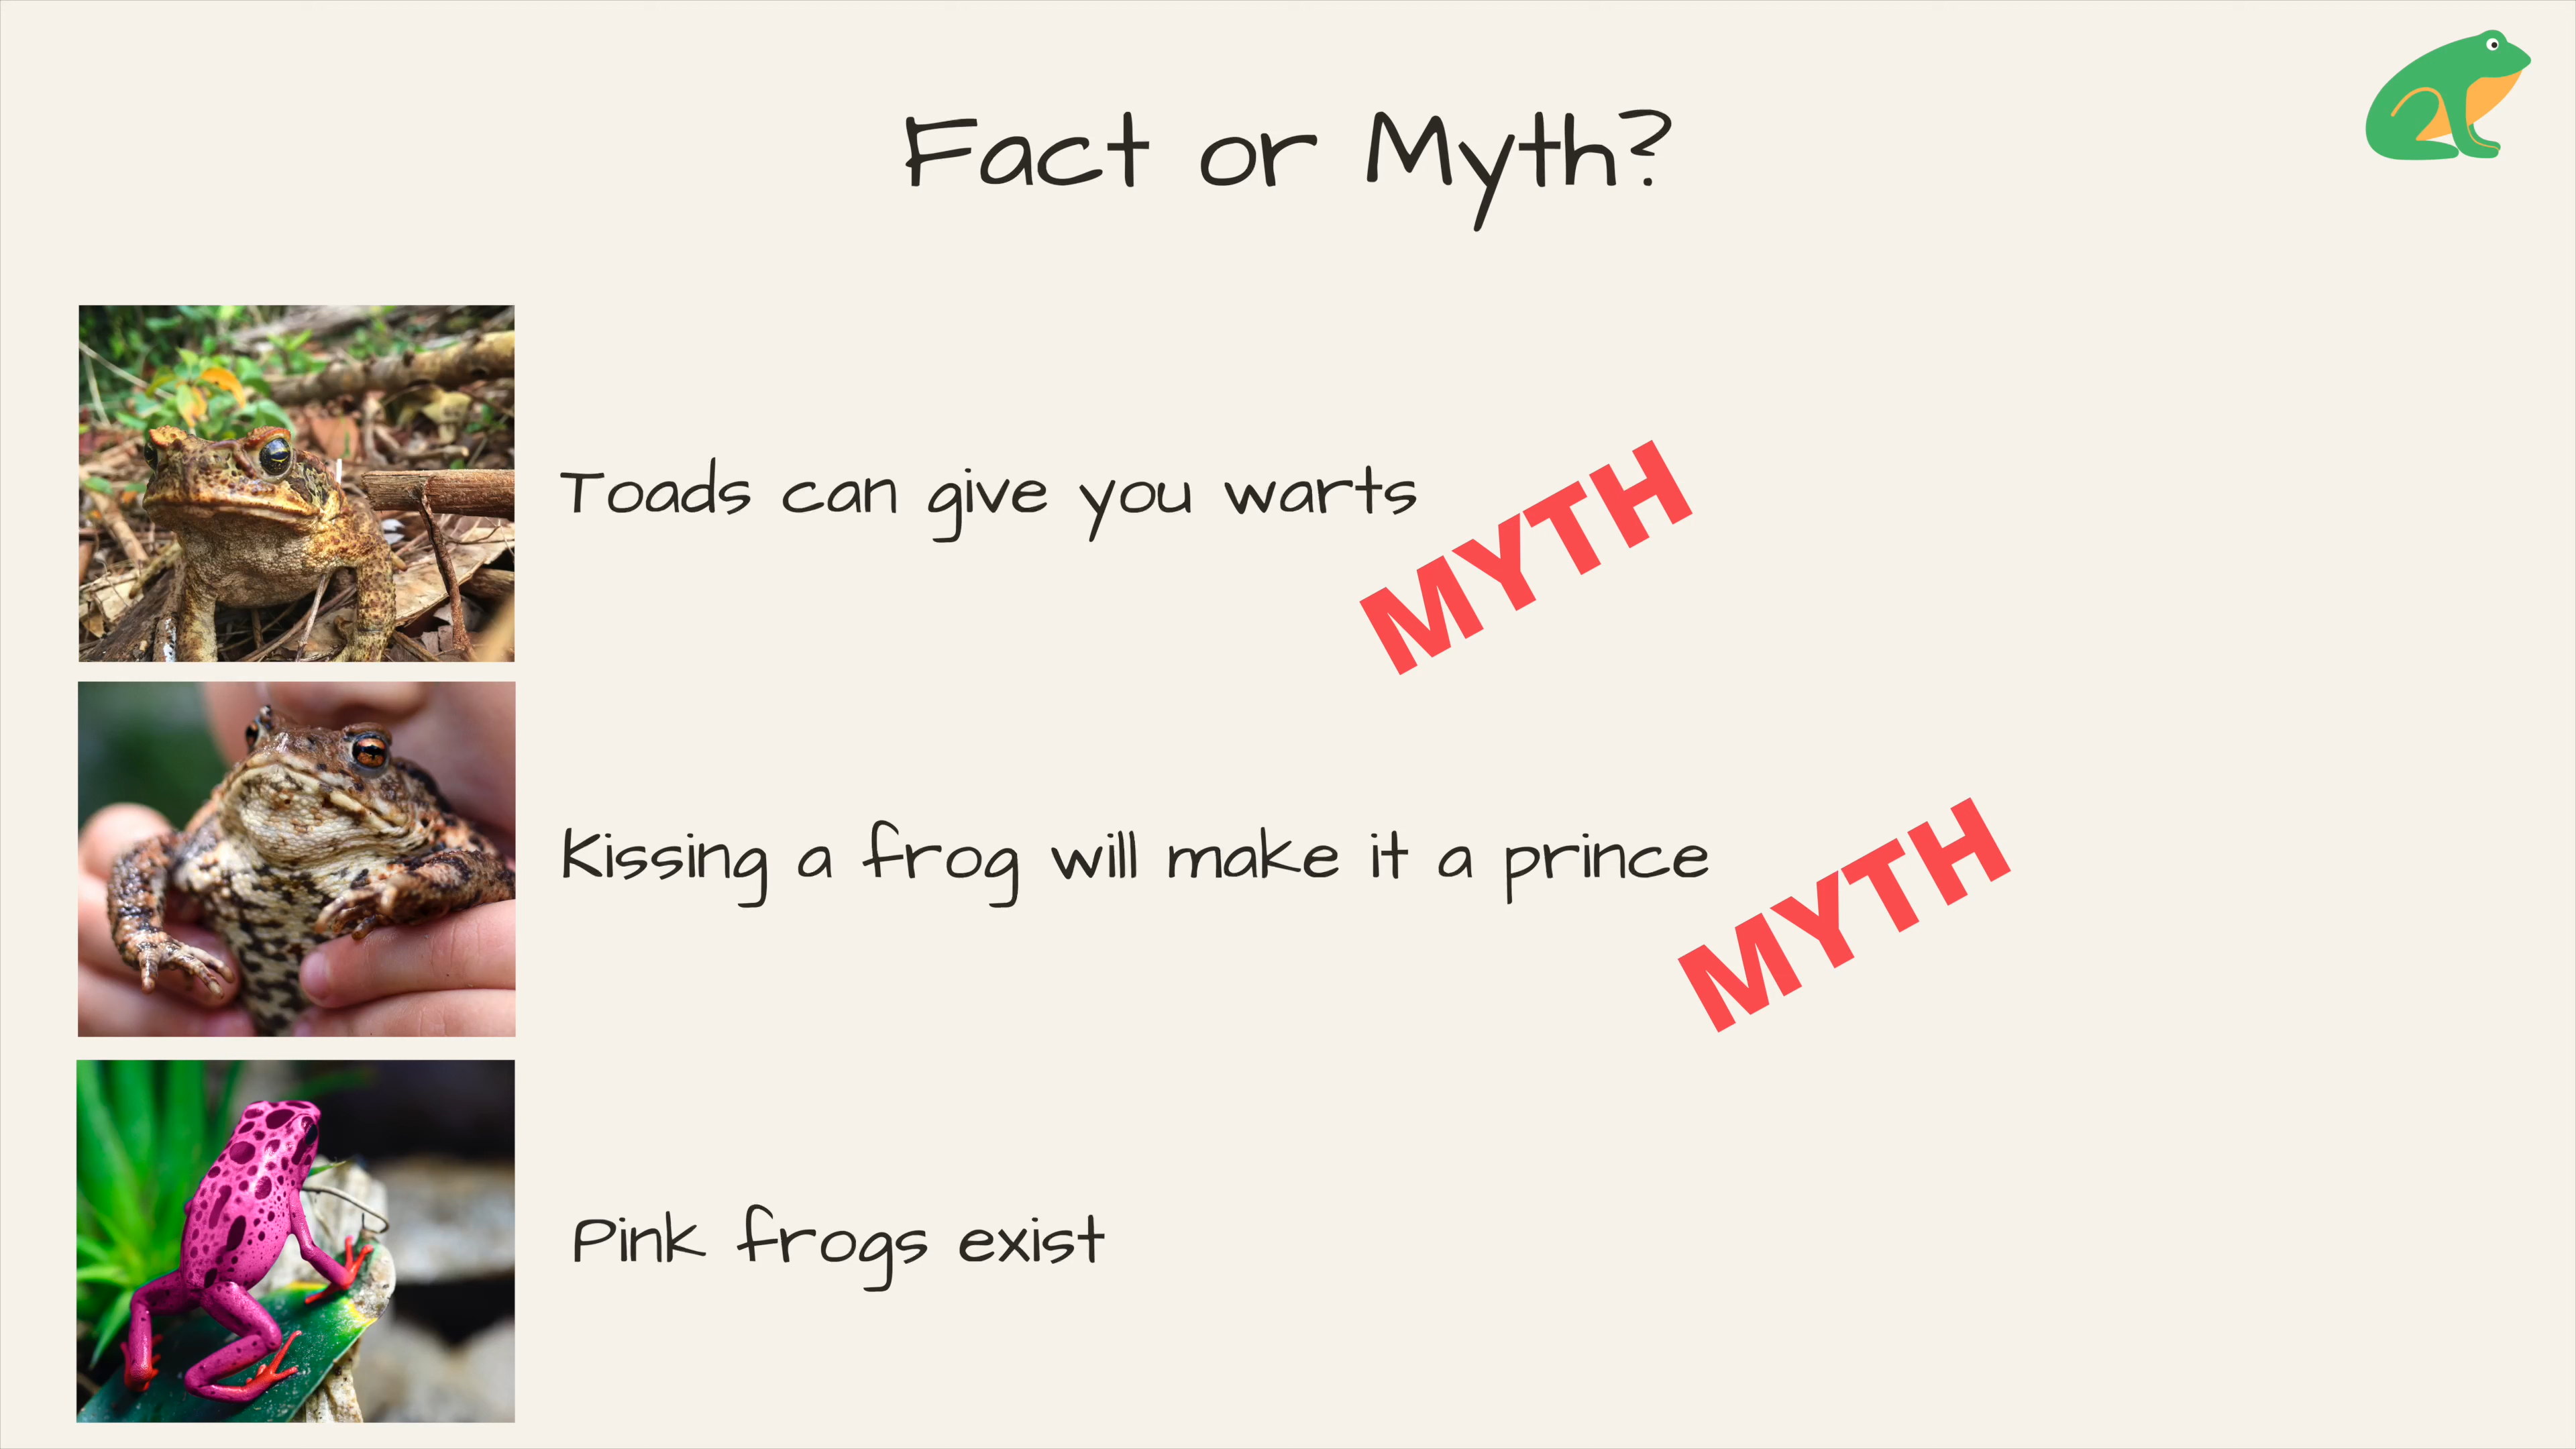 Fact or Myth?
Toads can give you warts
MYTH
Kissing a frog will make it a prince
MYTH
Pink frogs exist